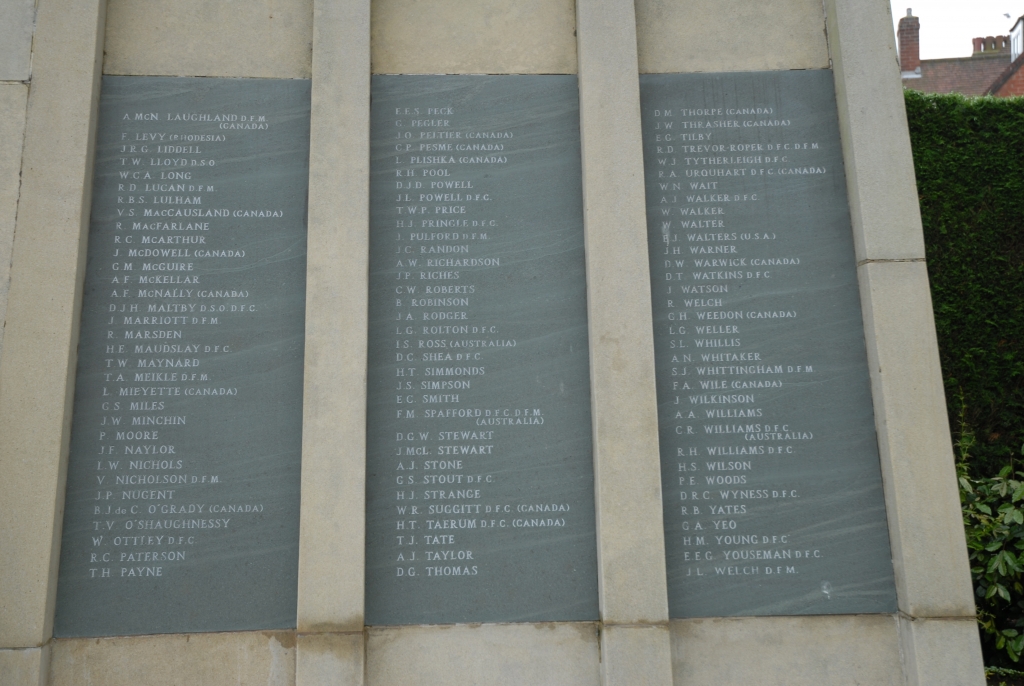 A. McN. LAUGHLAND D.F.M.
(CANADA)
F. LEVY (RHODESIA)
J.R.G. LIDDELL
T.W. LLOYD D.S.O.
W.G.A. LONG
R.D. LUCAN D.F.M.
R.B.S. LULHAM
V.S. MACCAUSLAND (CANADA)
R. MACFARLANE
R.C. MCARTHUR
J. MCDOWELL (CANADA)
G.M. McGUIRE
A.F. McKELLAR
A.F. McNALLY (CANADA)
D.J.H. MALTBY D.S.O. D.F.C.
J. MARRIOTT D.F.M.
R. MARSDEN
H.E. MAUDSLAY D.F.C.
T.W. MAYNARD
T.A. MEIKLE D.F.M.
L. MIEYETTE (CANADA)
G.S. MILES
J.W. MINCHIN
P. MOORE
J.F. NAYLOR
L.W. NICHOLS
V. NICHOLSON D.F.M.
J.P. NUGENT
B.J. de C. O'GRADY (CANADA)
T.V. O'SHAUGHNESSY
W. OTTLEY D.F.C.
R.C. PATERSON
T.H. PAYNE
E.E.S. PECK
G. PEGLER
J.O. PELTIER (CANADA)
C.P. PESME (CANADA)
L. PLISHKA (CANADA)
R.H. POOL
D.J.D. POWELL
J.L. POWELL D.F.C.
T.W.P. PRICE
H.J. PRINGLE D.F.C.
J. PULFORD D.F.M.
J.C. RANDON
A.W. RICHARDSON
J.P. RICHES
C.W. ROBERTS
B. ROBINSON
J.A. RODGER
L.G. ROLTON D.F.C.
I.S. ROSS (AUSTRALIA)
D.C. SHEA D.F.C.
H.T. SIMMONDS
J.S. SIMPSON
E.C. SMITH
F.M. SPAFFORD D.F.C. D.F.M.
(AUSTRALIA)
D.G.W. STEWART
J. McL. STEWART
A.J. STONE
G.S. STOUT D.F.C.
H.J. STRANGE
W.R. SUGGITT D.F.C. (CANADA)
H.T. TAERUM D.F.C. (CANADA)
T.J. TATE
A.J. TAYLOR
D.G. THOMAS
D.M. THORPE (CANADA)
J.W. THRASHER (CANADA)
E.G. TILBY
R.D. TREVOR-ROPER D.F.C. D.F.M.
W.J. TYTHERLEIGH D.F.C.
R.A. URQUHART D.F.C. (CANADA)
W.N. WAIT
A.J. WALKER D.F.C.
W. WALKER
W. WALTER
E.J. WALTERS (U.S.A.)
J.H. WARNER
D.W. WARWICK (CANADA)
D.T. WATKINS D.F.C.
J. WATSON
R. WELCH
C.H. WEEDON (CANADA)
L.G. WELLER
S.L. WHILLIS
A.N. WHITAKER
S.J. WHITTINGHAM D.F.M.
F.A. WILE (CANADA)
J. WILKINSON
A.A. WILLIAMS
C.R. WILLIAMS D.F.C.
(AUSTRALIA)
R.H. WILLIAMS D.F.C.
H.S. WILSON
P.E. WOODS
D.R.C. WYNESS D.F.C.
R.B. YATES
G.A. YEO
H.M. YOUNG D.F.C.
E.E.G. YOUSEMAN D.F.C.
J.L. WELCH D.F.M.